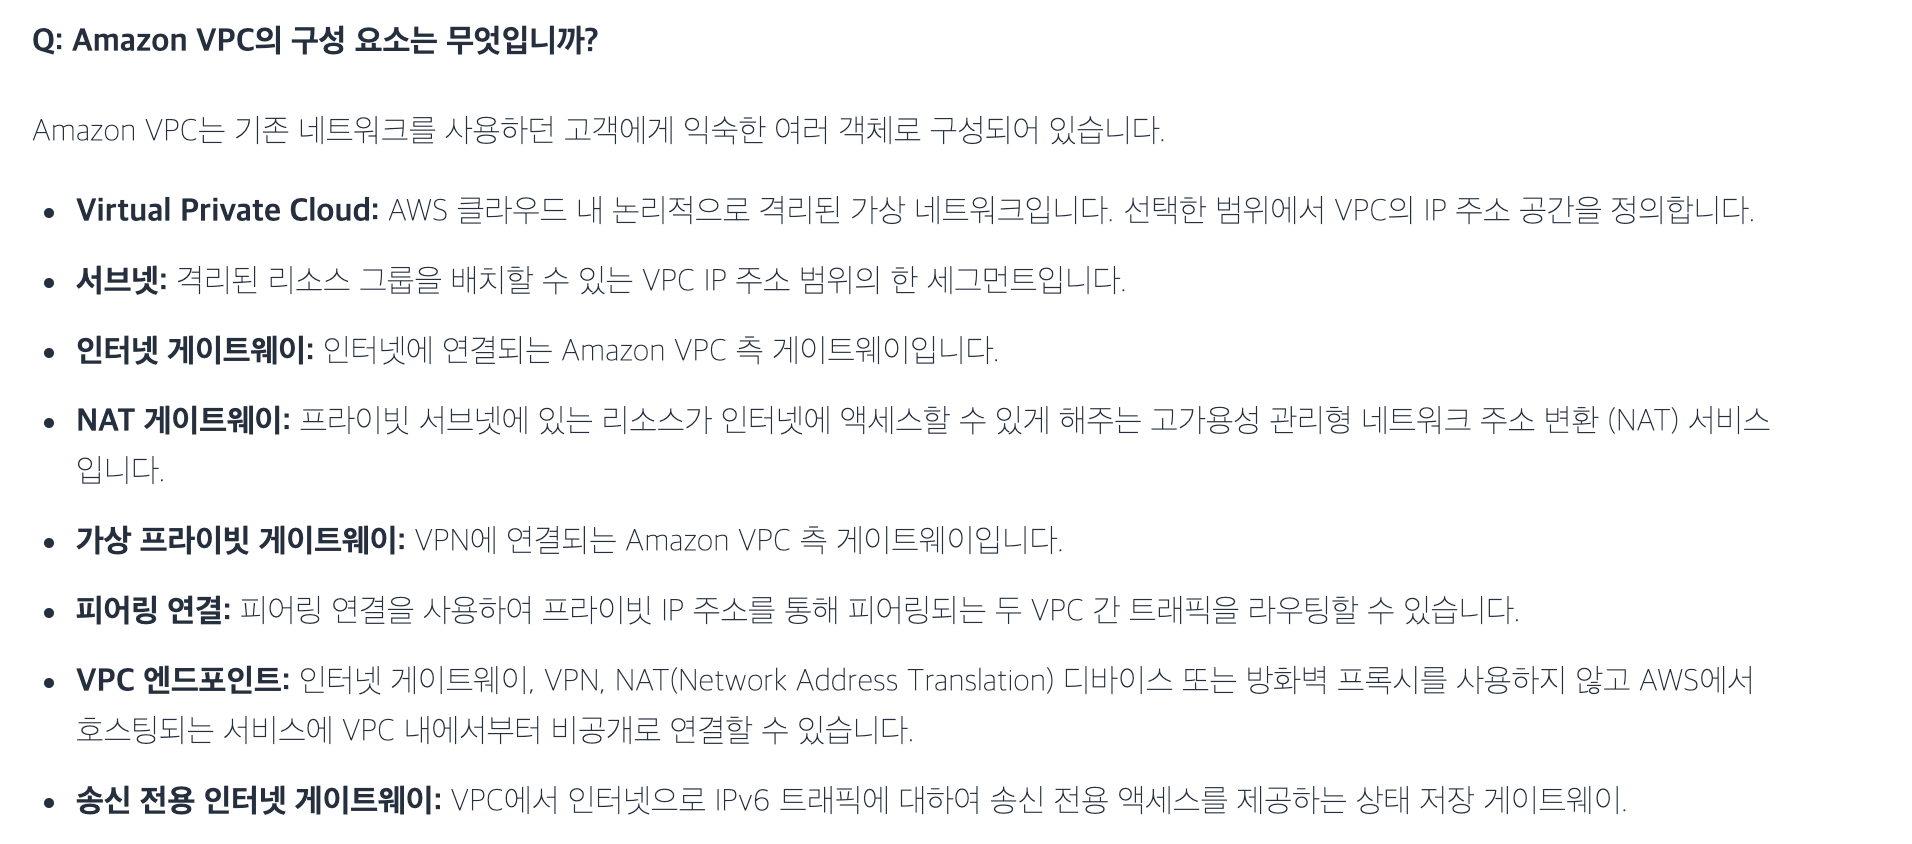 Q: Amazon VPC의 구성 요소는 무엇입니까?
Amazon VPC는 기존 네트워크를 사용하던 고객에게 익숙한 여러 객체로 구성되어 있습니다.
• Virtual Private Cloud: AWS 클라우드 내 논리적으로 격리된 가상 네트워크입니다. 선택한 범위에서 VPC의 IP 주소 공간을 정의합니다.
• 서브넷: 격리된 리소스 그룹을 배치할 수 있는 VPC IP 주소 범위의 한 세그먼트입니다.
• 인터넷 게이트웨이: 인터넷에 연결되는 Amazon VPC 측 게이트웨이입니다.
• NAT 게이트웨이: 프라이빗 서브넷에 있는 리소스가 인터넷에 액세스할 수 있게 해주는 고가용성 관리형 네트워크 주소 변환 (NAT) 서비스
입니다.
• 가상 프라이빗 게이트웨이: VPN에 연결되는 Amazon VPC 측 게이트웨이입니다.
• 피어링 연결: 피어링 연결을 사용하여 프라이빗 IP 주소를 통해 피어링되는 두 VPC 간 트래픽을 라우팅할 수 있습니다.
• VPC 엔드포인트: 인터넷 게이트웨이, VPN, NAT(Network Address Translation) 디바이스 또는 방화벽 프록시를 사용하지 않고 AWS에서
호스팅되는 서비스에 VPC 내에서부터 비공개로 연결할 수 있습니다.
• 송신 전용 인터넷 게이트웨이: VPC에서 인터넷으로 IPv6 트래픽에 대하여 송신 전용 액세스를 제공하는 상태 저장 게이트웨이.